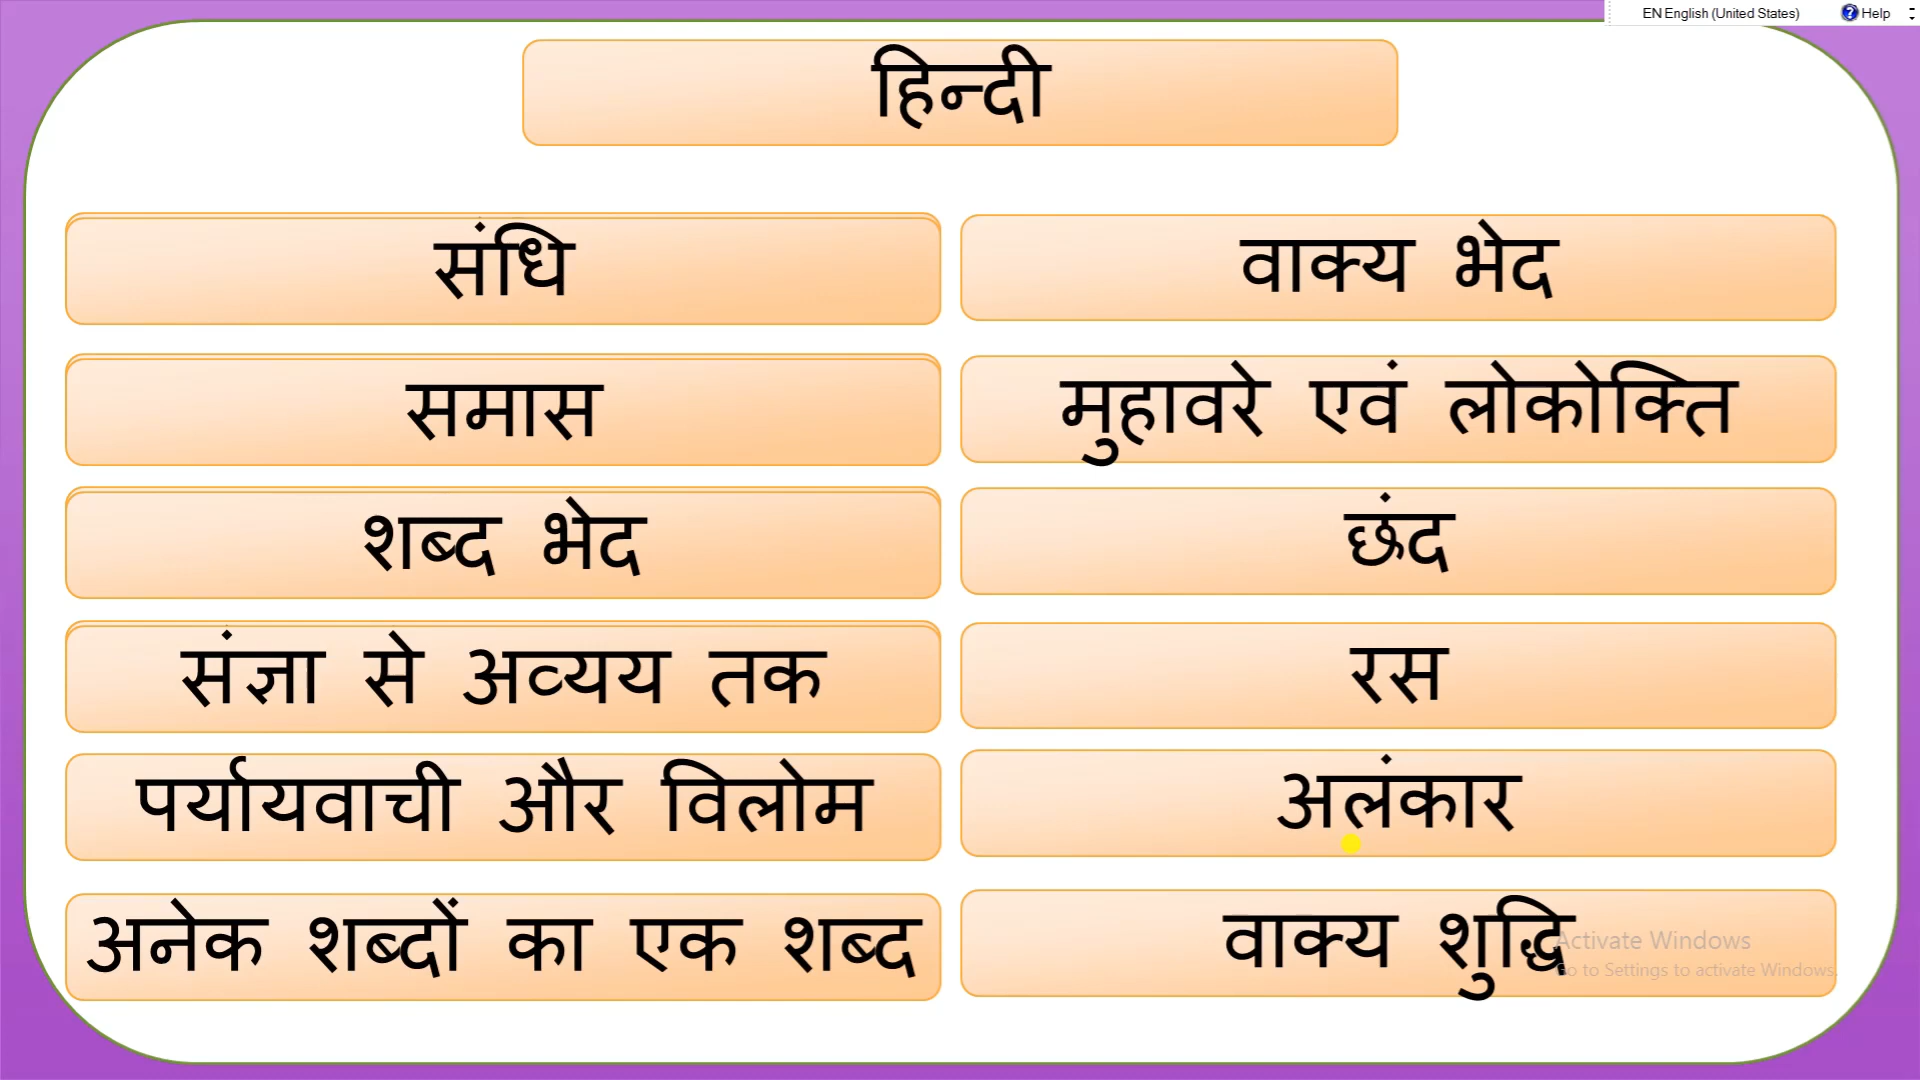 EN English (United States) Help
हिन्दी
संधि
समास
शब्द भेद
संज्ञा से अव्यय तक
पर्यायवाची और विलोम
अनेक शब्दों का एक शब्द
वाक्य भेद
मुहावरे एवं लोकोक्ति
छंद
रस
अलंकार
वाक्य शुद्धि
Activate Windows
Go to Settings to activate Windows.